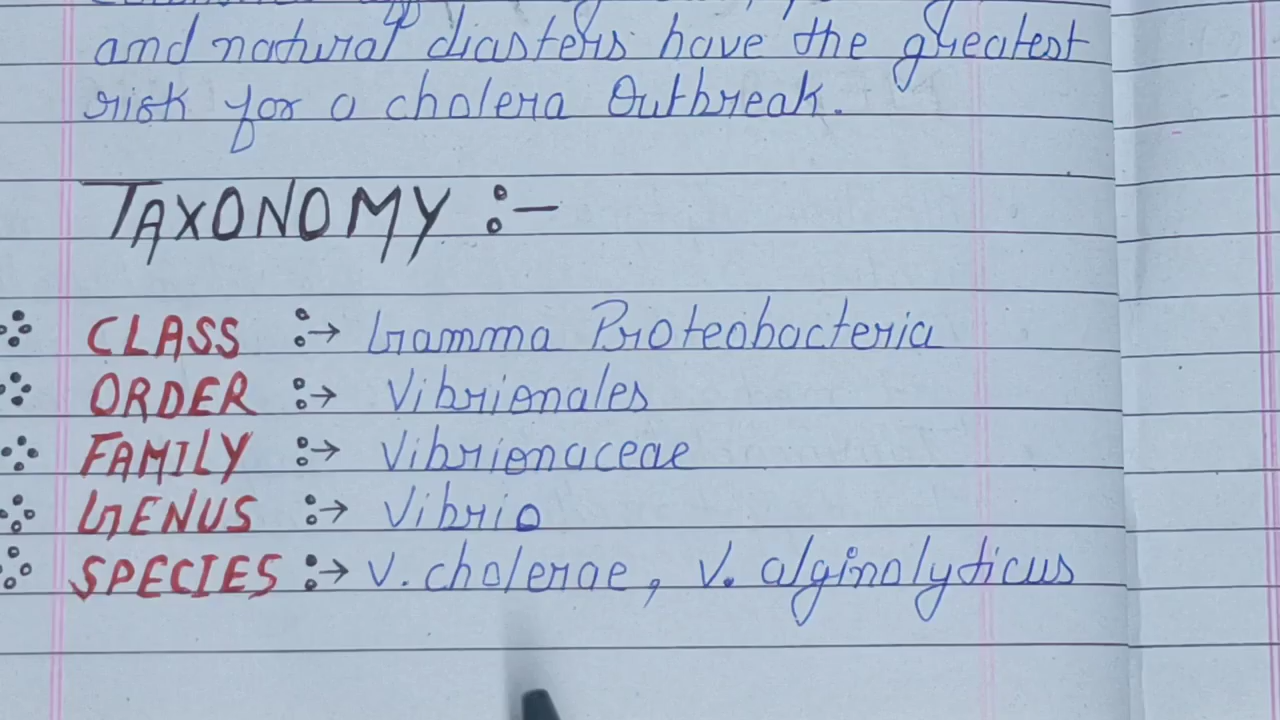 and natural diasters have the greatest
risk for a cholera Outbreak.
TAXONOMY :-
CLASS :→ Gamma Proteobacteria
ORDER :→ Vibrionales
FAMILY :→ Vibrionaceae
GENUS :→ Vibrio
SPECIES :→ V. cholerae, V. alginolyticus